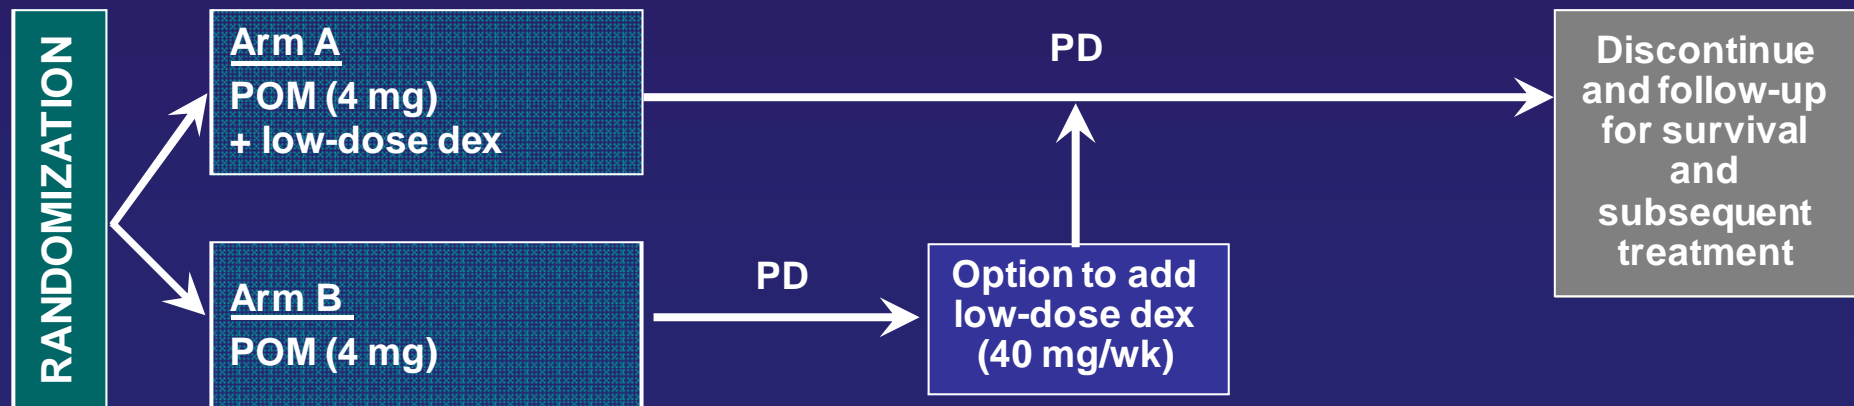 RANDOMIZATION
Arm A
POM (4 mg)
+ low-dose dex
PD
Discontinue
and follow-up
for survival
and
subsequent
treatment
Arm B
POM (4 mg)
PD
Option to add
low-dose dex
(40 mg/wk)